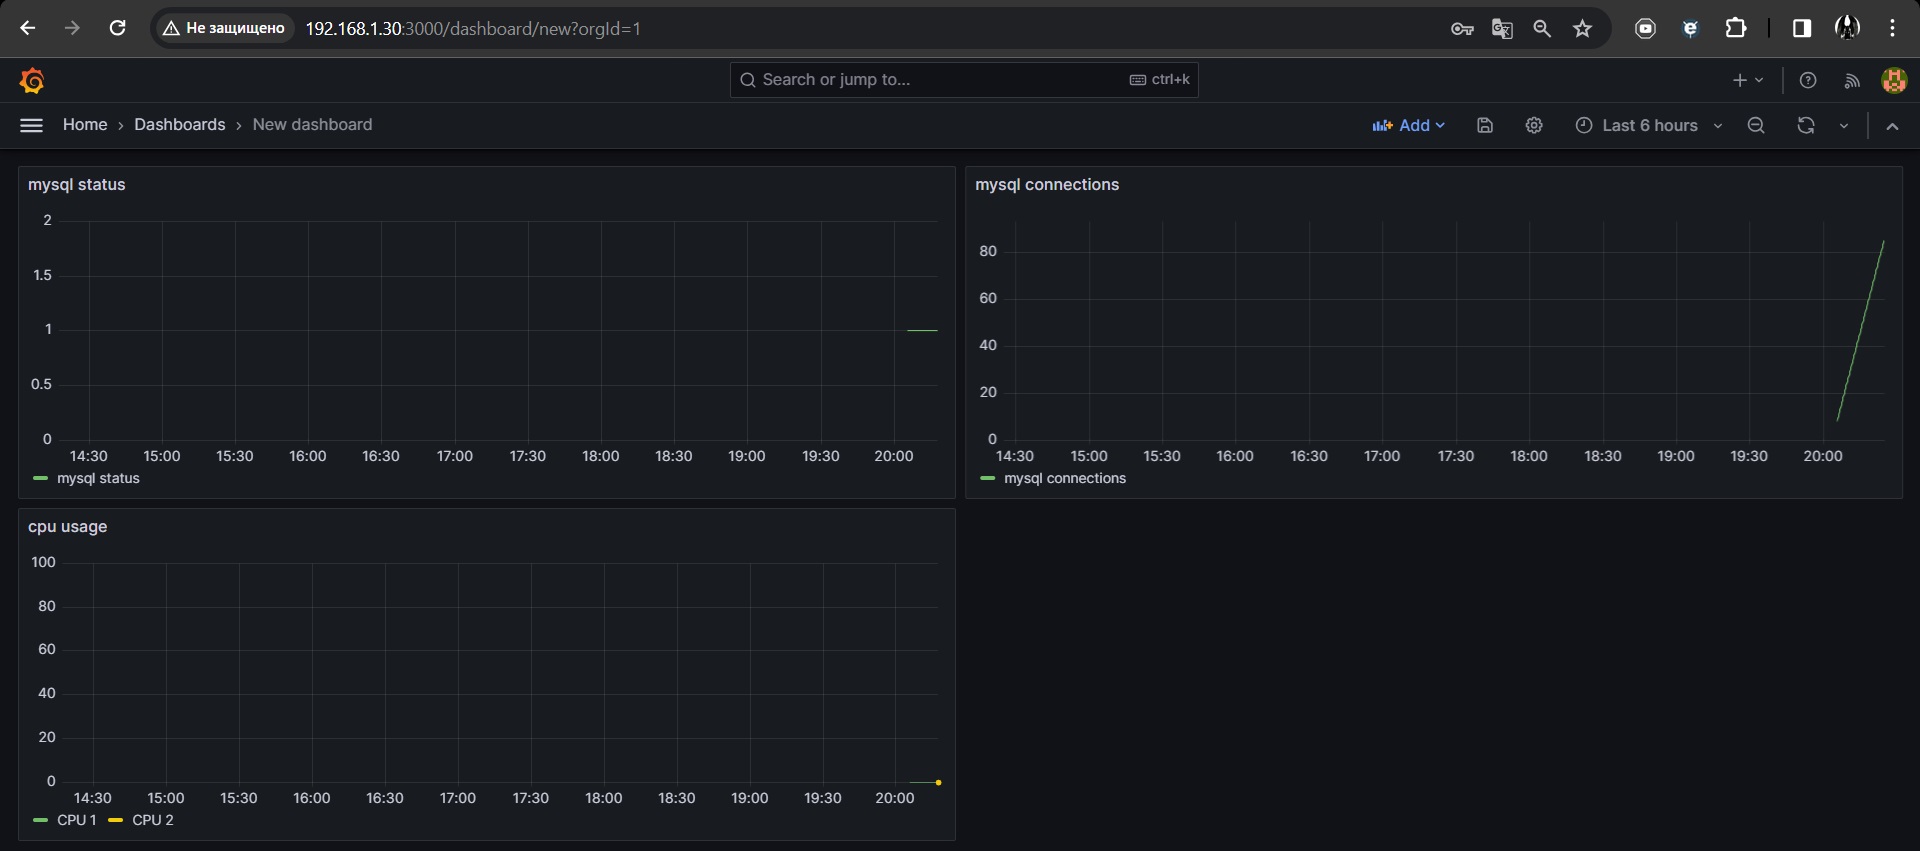 Не защищено 192.168.1.30:3000/dashboard/new?orgId=1
Search or jump to... ctrl+k
Home › Dashboards › New dashboard Add Last 6 hours
mysql status
2
1.5
1
0.5
0
14:30 15:00 15:30 16:00 16:30 17:00 17:30 18:00 18:30 19:00 19:30 20:00
mysql status
mysql connections
80
60
40
20
0
14:30 15:00 15:30 16:00 16:30 17:00 17:30 18:00 18:30 19:00 19:30 20:00
mysql connections
cpu usage
100
80
60
40
20
0
14:30 15:00 15:30 16:00 16:30 17:00 17:30 18:00 18:30 19:00 19:30 20:00
CPU 1 CPU 2